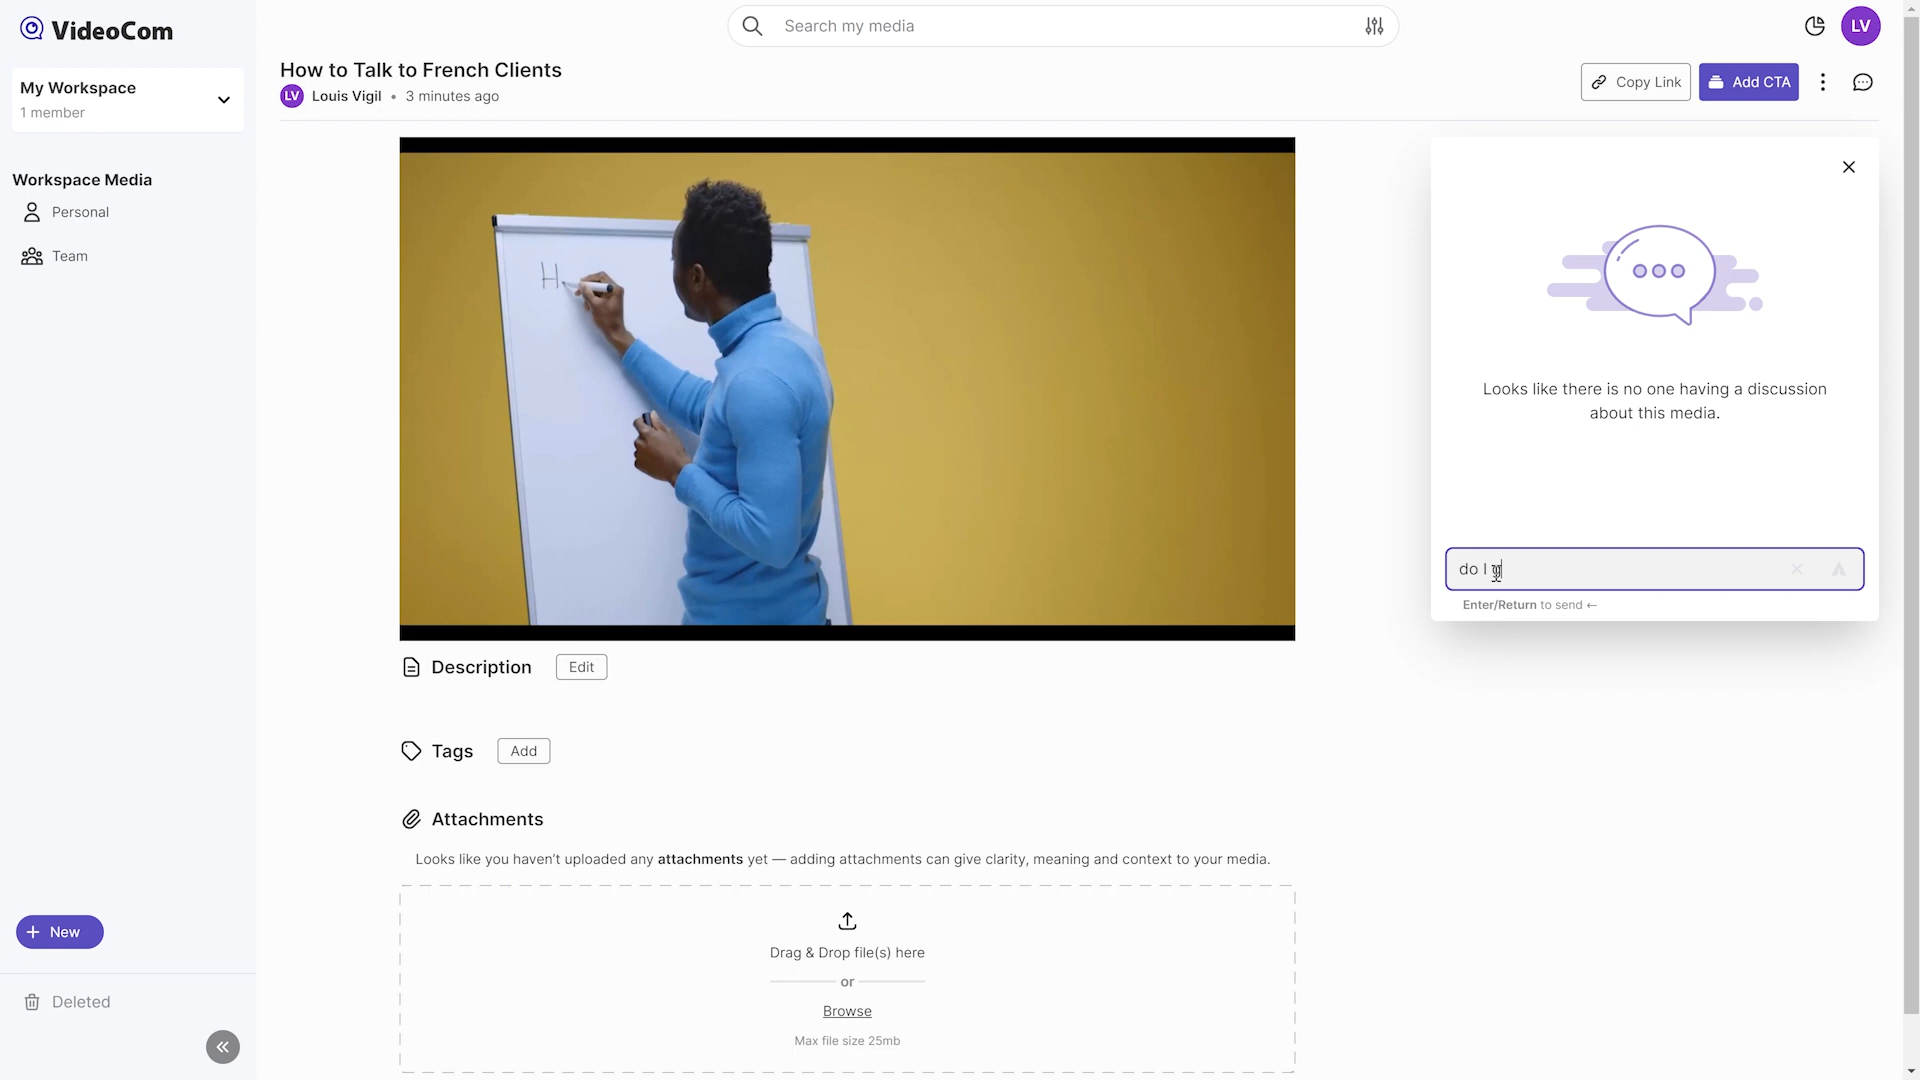 VideoCom
Search my media
LV
My Workspace
1 member
How to Talk to French Clients
LV Louis Vigil • 3 minutes ago
Copy Link
Add CTA
Workspace Media
Personal
Team
H
Looks like there is no one having a discussion
about this media.
do I g
Enter/Return to send ←
Description Edit
Tags Add
Attachments
Looks like you haven't uploaded any attachments yet — adding attachments can give clarity, meaning and context to your media.
Drag & Drop file(s) here
or
Browse
Max file size 25mb
+ New
Deleted